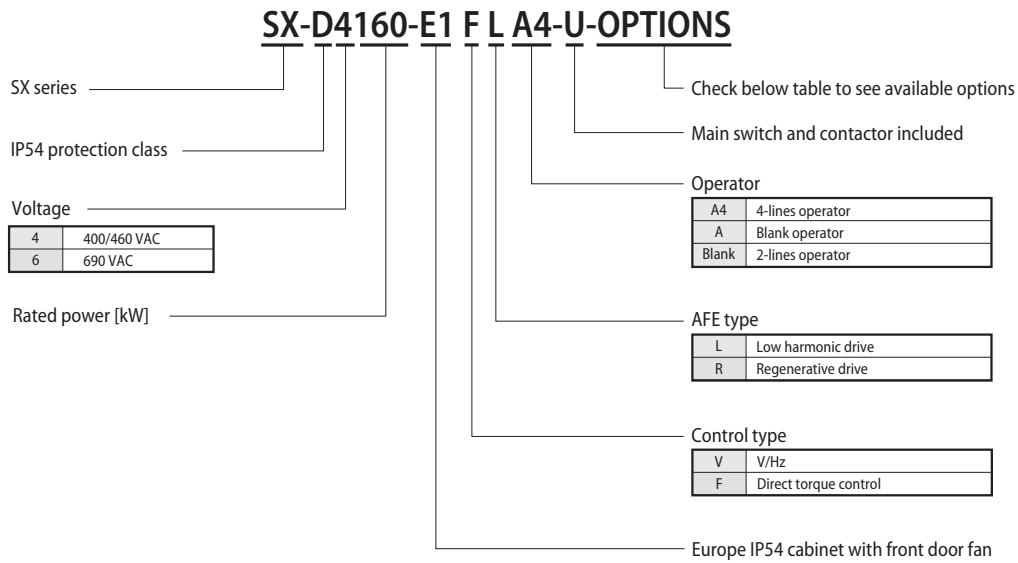 SX-D4160-E1 F L A4-U-OPTIONS
SX series
Check below table to see available options
Main switch and contactor included
IP54 protection class
Operator
A4 4-lines operator
A Blank operator
Blank 2-lines operator
Voltage
4 400/460 VAC
6 690 VAC
Rated power [kW]
AFE type
L Low harmonic drive
R Regenerative drive
Control type
V V/Hz
F Direct torque control
Europe IP54 cabinet with front door fan